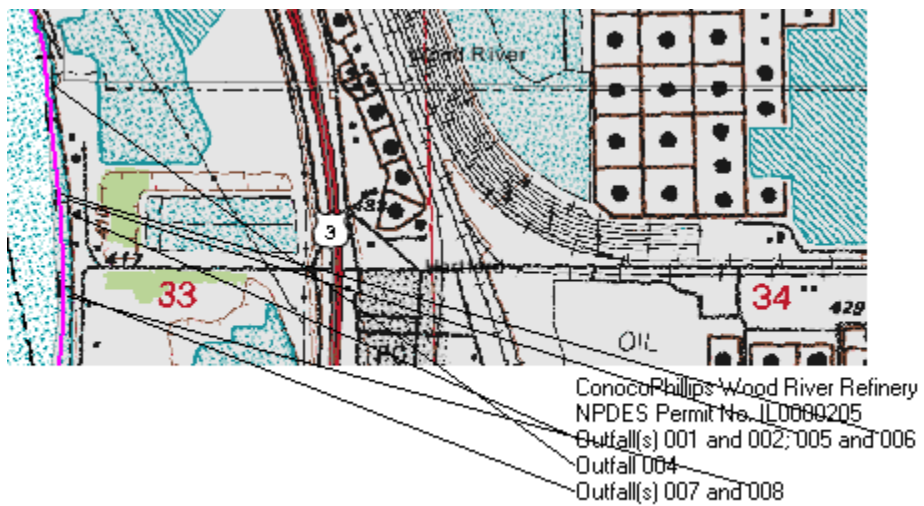 Wood River
3
417
33
34
429
OIL
ConocoPhillips Wood River Refinery
NPDES Permit No. IL0000205
Outfall(s) 001 and 002; 005 and 006
Outfall 004
Outfall(s) 007 and 008